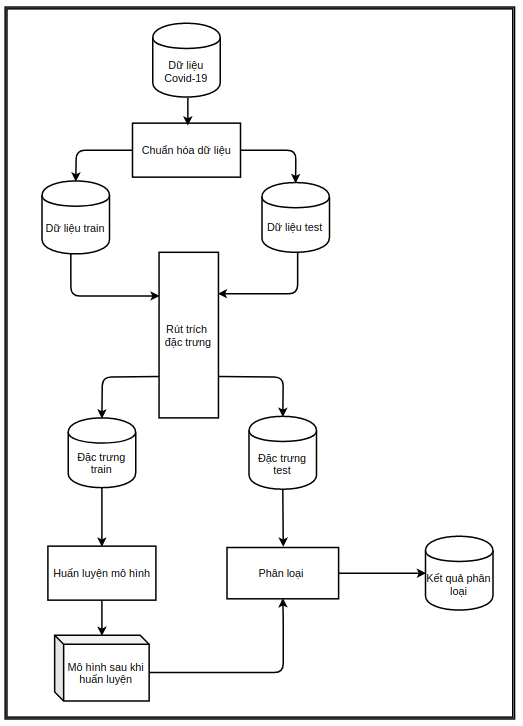 Dữ liệu
Covid-19
Chuẩn hóa dữ liệu
Dữ liệu train
Dữ liệu test
Rút trích
đặc trưng
Đặc trưng
train
Đặc trưng
test
Huấn luyện mô hình
Phân loại
Kết quả phân
loại
Mô hình sau khi
huấn luyện